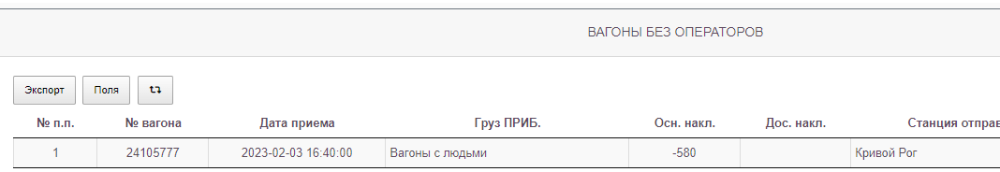 ВАГОНЫ БЕЗ ОПЕРАТОРОВ
Экспорт Поля
№ п.п. № вагона Дата приема Груз ПРИБ. Осн. накл. Дос. накл. Станция отправ
1 24105777 2023-02-03 16:40:00 Вагоны с людьми -580 Кривой Рог